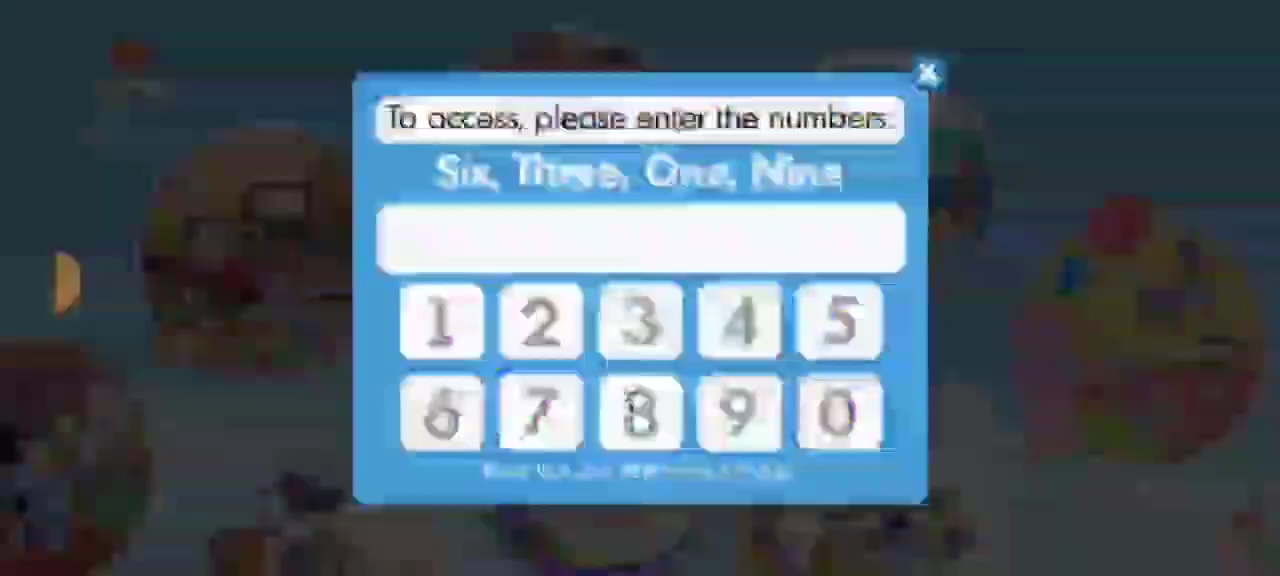 To access, please enter the numbers:
Six, Three, One, Nine
1 2 3 4 5
6 7 8 9 0